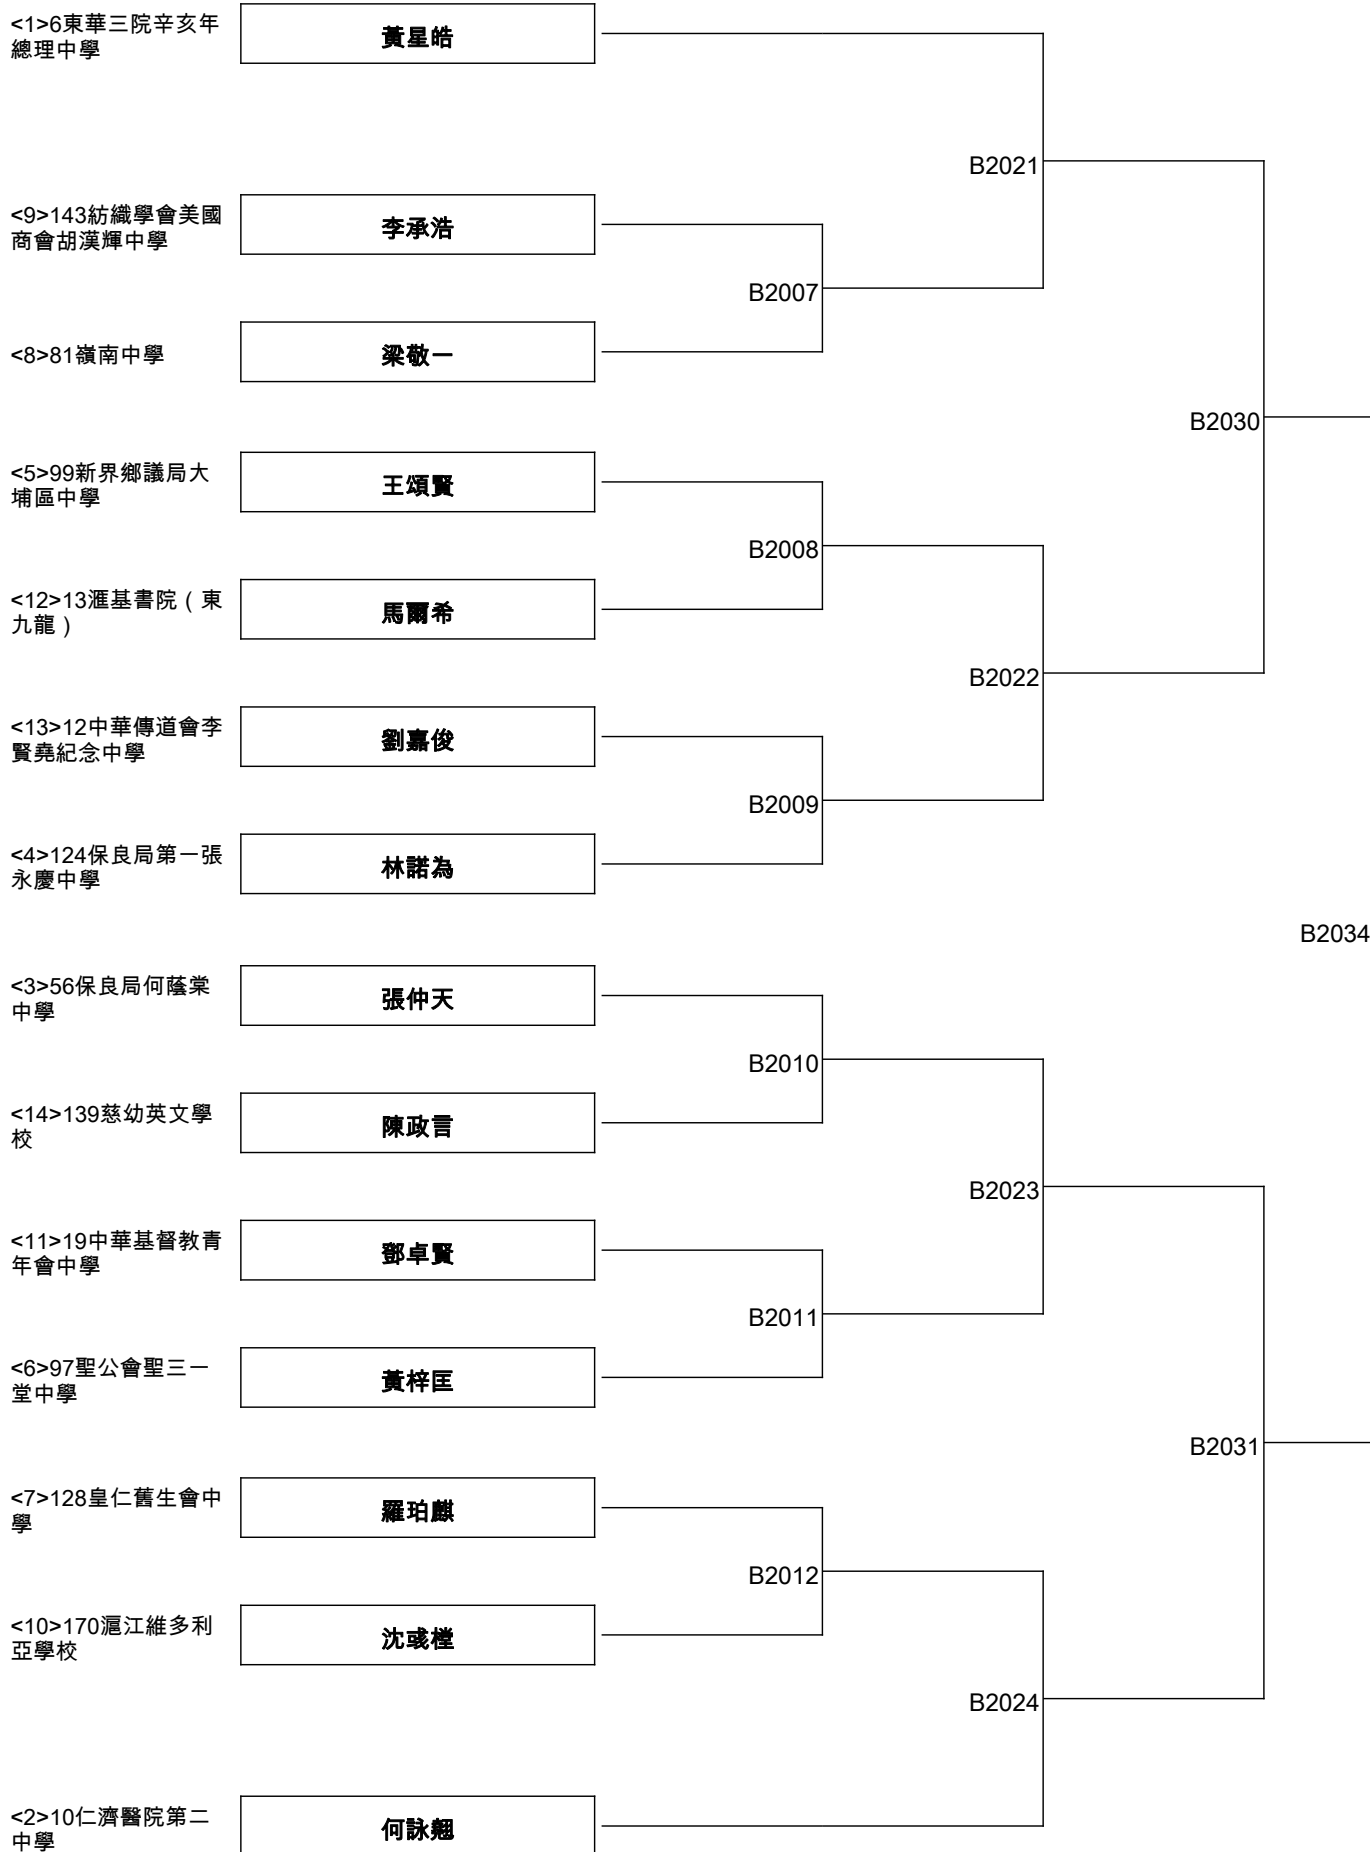 <1>6東華三院辛亥年
總理中學
黃星皓
B2021
<9>143紡織學會美國
商會胡漢輝中學
李承浩
B2007
<8>81嶺南中學
梁敬一
B2030
<5>99新界鄉議局大
埔區中學
王頌賢
B2008
<12>13滙基書院（東
九龍）
馬爾希
B2022
<13>12中華傳道會李
賢堯紀念中學
劉嘉俊
B2009
<4>124保良局第一張
永慶中學
林諾為
B2034
<3>56保良局何蔭棠
中學
張仲天
B2010
<14>139慈幼英文學
校
陳政言
B2023
<11>19中華基督教青
年會中學
鄧卓賢
B2011
<6>97聖公會聖三一
堂中學
黃梓匡
B2031
<7>128皇仁舊生會中
學
羅珀麒
B2012
<10>170滬江維多利
亞學校
沈彧樘
B2024
<2>10仁濟醫院第二
中學
何詠翹